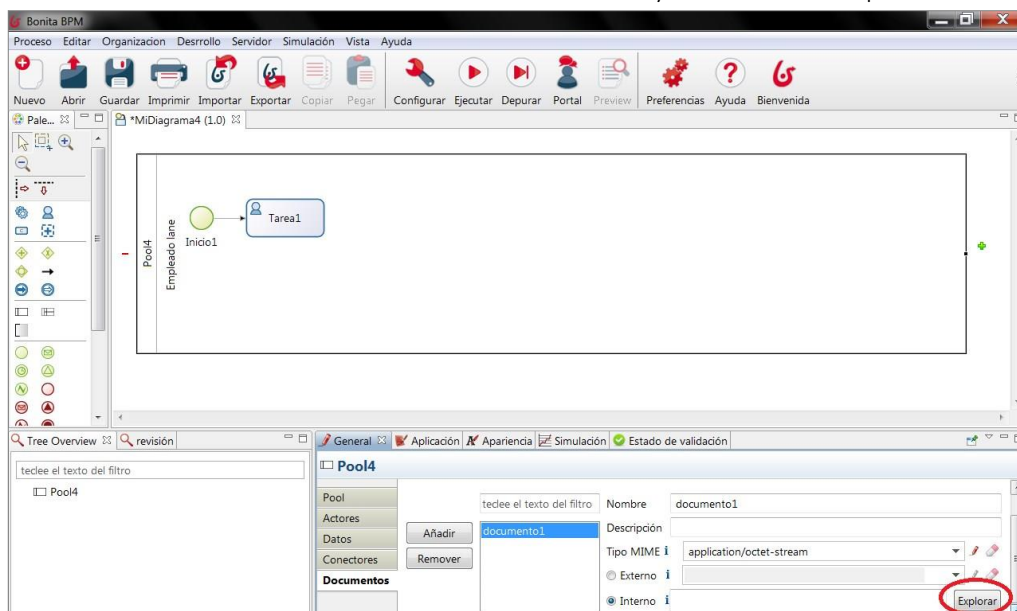 Bonita BPM
Proceso Editar Organizacion Desrrollo Servidor Simulación Vista Ayuda
Nuevo Abrir Guardar Imprimir Importar Exportar Copiar Pegar Configurar Ejecutar Depurar Portal Preview Preferencias Ayuda Bienvenida
Pale... *MiDiagrama4 (1.0)
Pool4
Empleado lane
Inicio1
Tarea1
Tree Overview revisión
teclee el texto del filtro
Pool4
General Aplicación Apariencia Simulación Estado de validación
Pool4
Pool
Actores
Datos
Conectores
Documentos
Añadir
Remover
teclee el texto del filtro
documento1
Nombre documento1
Descripción
Tipo MIME i application/octet-stream
Externo i
Interno i Explorar